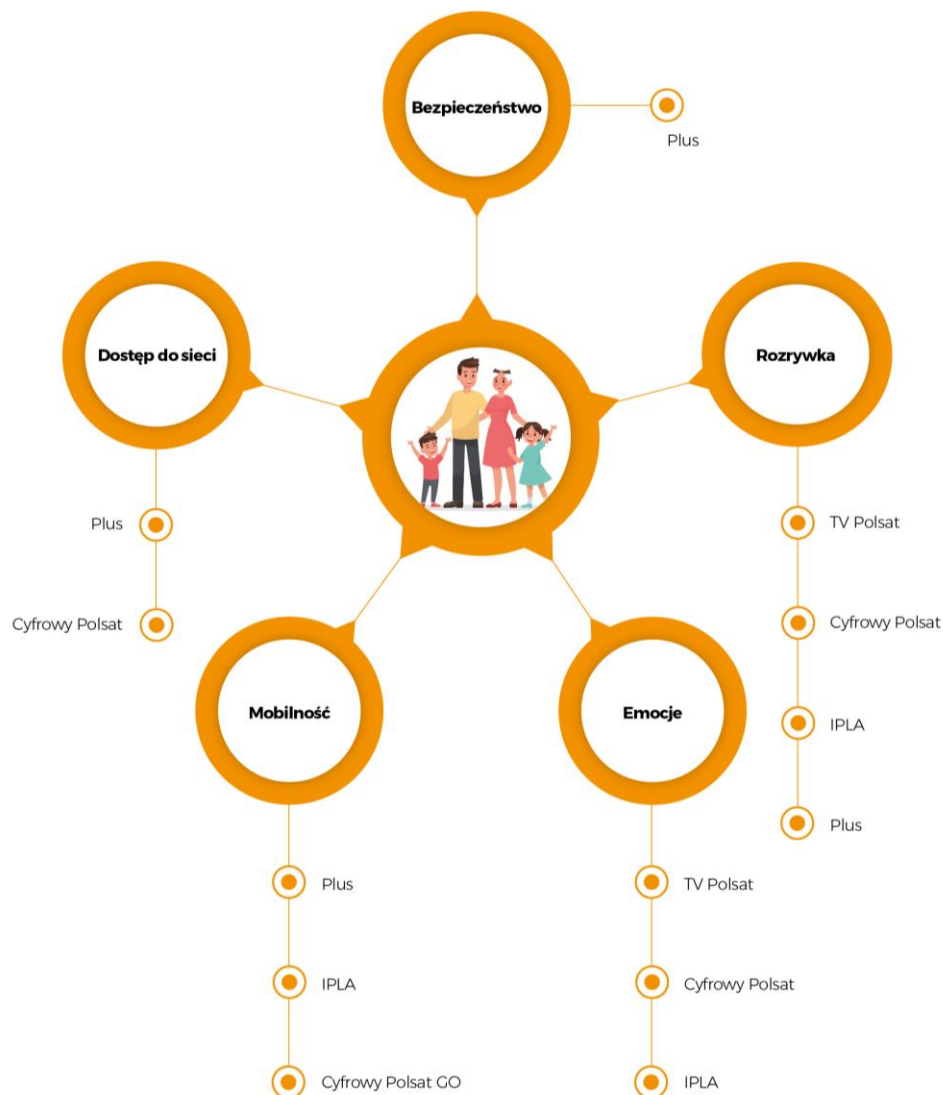 Bezpieczeństwo
Plus
Dostęp do sieci
Plus
Cyfrowy Polsat
Rozrywka
TV Polsat
Cyfrowy Polsat
IPLA
Plus
Mobilność
Plus
IPLA
Cyfrowy Polsat GO
Emocje
TV Polsat
Cyfrowy Polsat
IPLA